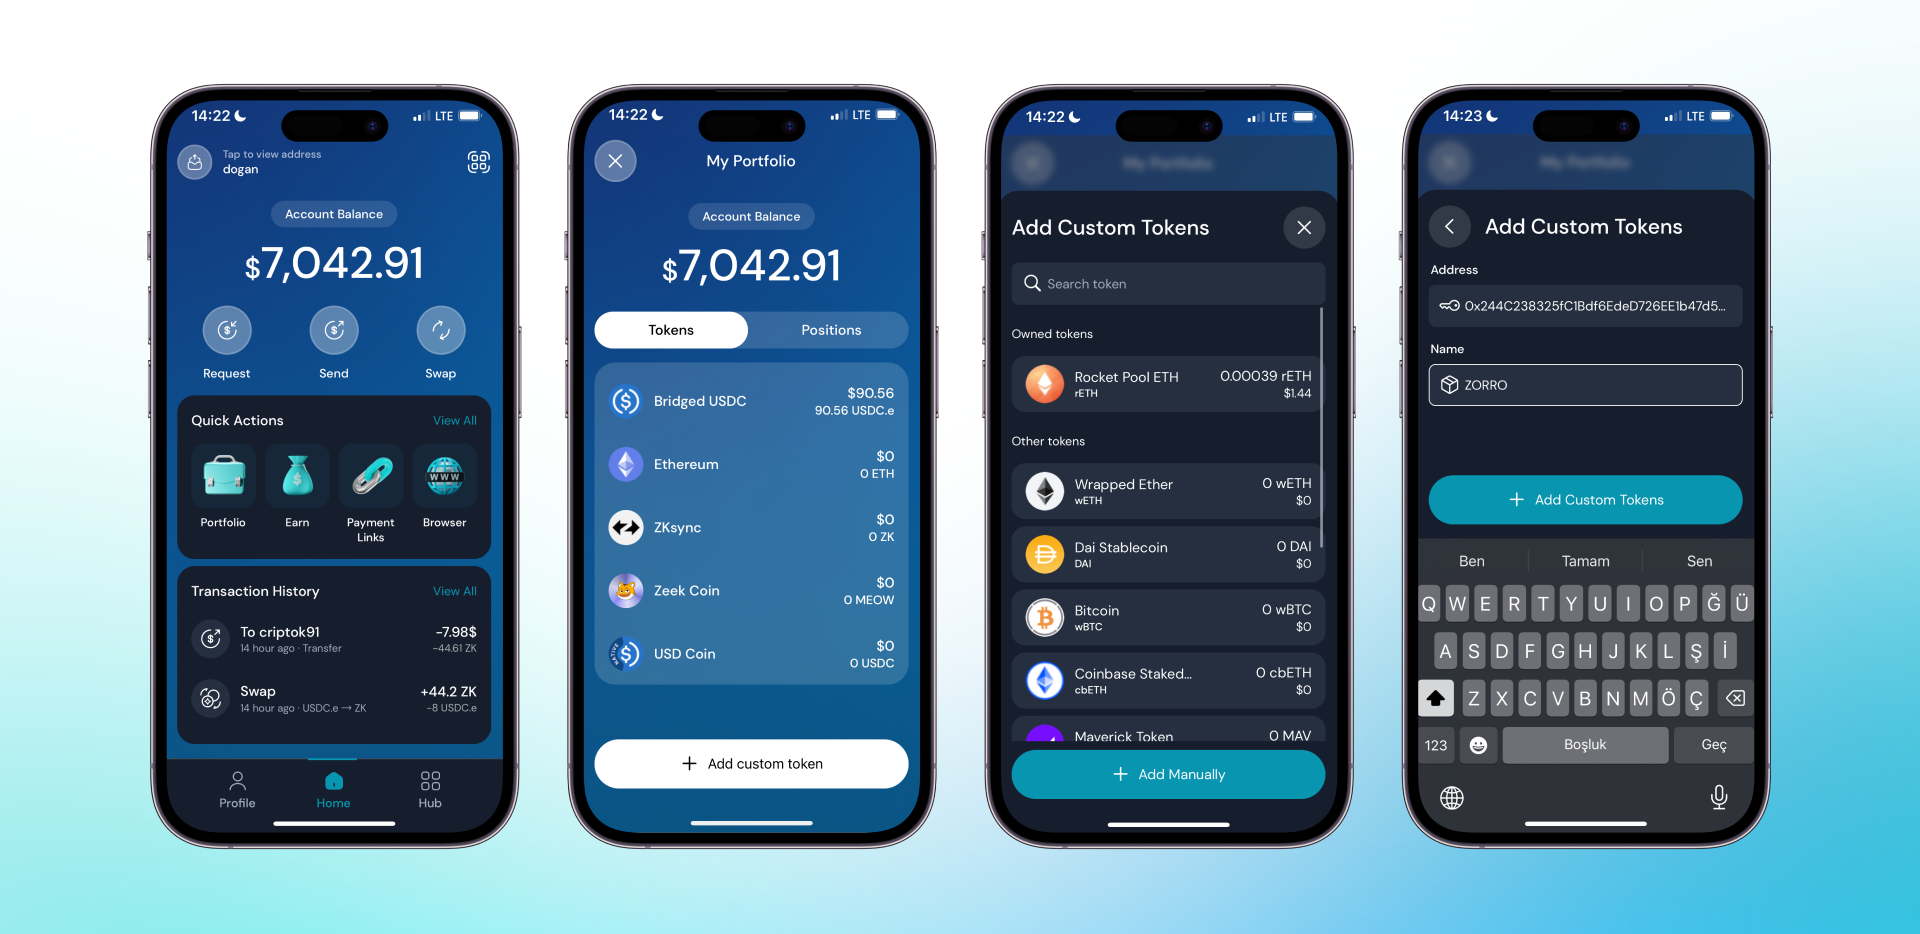 14:22
LTE
Tap to view address
dogan
Account Balance
$7,042.91
Request
Send
Swap
Quick Actions
View All
Portfolio
Earn
Payment
Links
Browser
WWW
Transaction History
View All
To criptok91
-7.98$
14 hour ago · Transfer
-44.61 ZK
Swap
+44.2 ZK
14 hour ago · USDC.e → ZK
-8 USDC.e
Profile
Home
Hub
14:22
LTE
My Portfolio
Account Balance
$7,042.91
Tokens
Positions
Bridged USDC
$90.56
90.56 USDC.e
Ethereum
$0
0 ETH
ZKsync
$0
0 ZK
Zeek Coin
$0
0 MEOW
USD Coin
$0
0 USDC
+ Add custom token
14:22
LTE
My Portfolio
Add Custom Tokens
Search token
Owned tokens
Rocket Pool ETH
0.00039 rETH
rETH
$1.44
Other tokens
Wrapped Ether
0 wETH
wETH
$0
Dai Stablecoin
0 DAI
DAI
$0
Bitcoin
0 wBTC
wBTC
$0
Coinbase Staked...
0 cbETH
cbETH
$0
Maverick Token
0 MAV
+ Add Manually
14:23
LTE
My Portfolio
Add Custom Tokens
Address
0x244C238325fC1Bdf6EdeD726EE1b47d5...
Name
ZORRO
+ Add Custom Tokens
Ben
Tamam
Sen
Q W E R T Y U I O P Ğ Ü
A S D F G H J K L Ş İ
Z X C V B N M Ö Ç
123
Boşluk
Geç